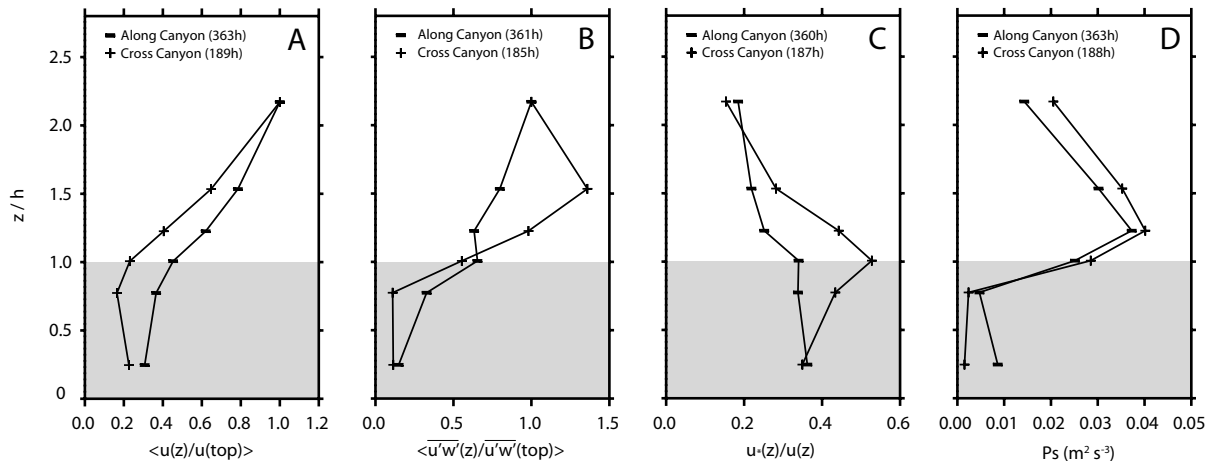 A
Along Canyon (363h)
Cross Canyon (189h)
B
Along Canyon (361h)
Cross Canyon (185h)
C
Along Canyon (360h)
Cross Canyon (187h)
D
Along Canyon (363h)
Cross Canyon (188h)
z / h
2.5
2.0
1.5
1.0
0.5
0
0.0 0.2 0.4 0.6 0.8 1.0 1.2
0.0 0.5 1.0 1.5
0.0 0.2 0.4 0.6
0.00 0.01 0.02 0.03 0.04 0.05
<u(z)/u(top)>
<u'w'(z)/u'w'(top)>
u*(z)/u(z)
Ps (m² s⁻³)